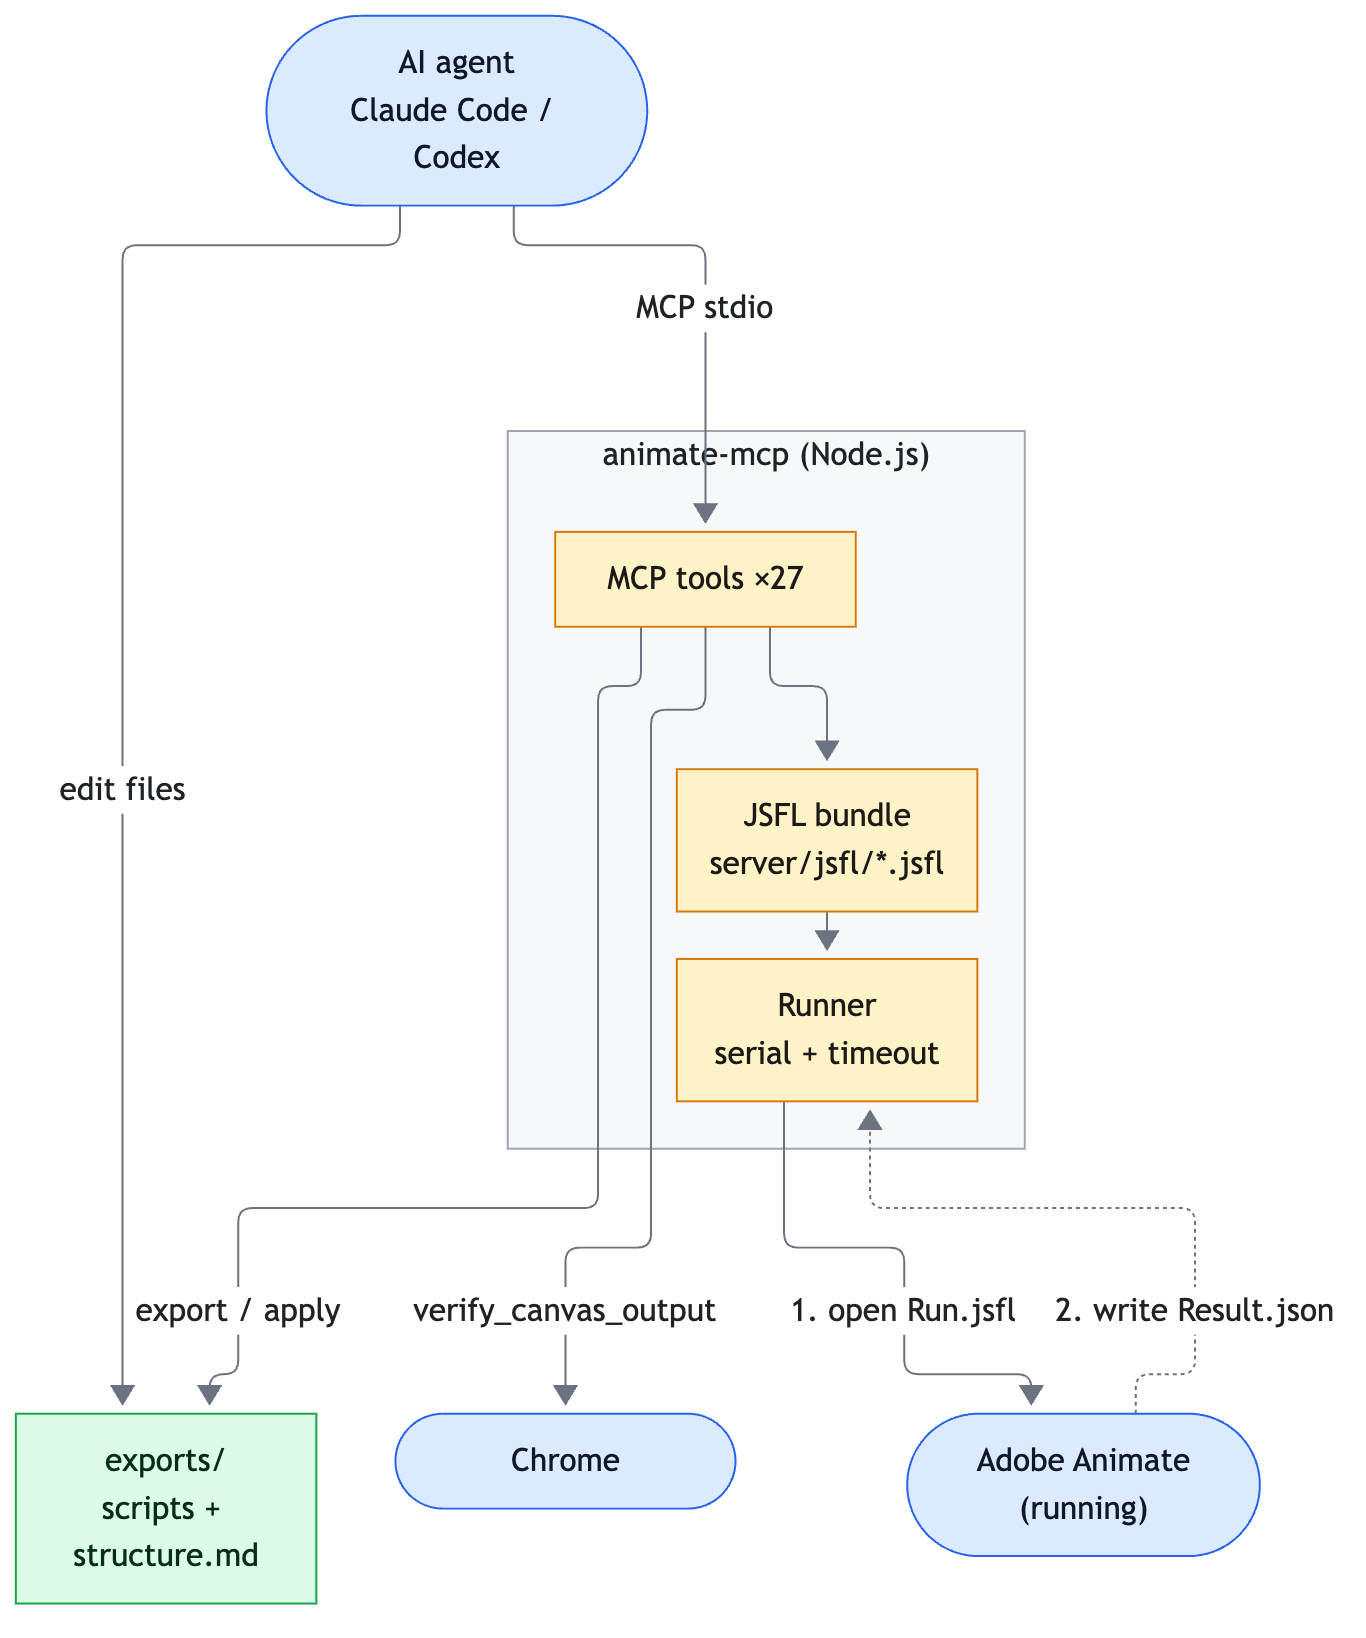 AI agent
Claude Code /
Codex
MCP stdio
animate-mcp (Node.js)
MCP tools ×27
edit files
JSFL bundle
server/jsfl/*.jsfl
Runner
serial + timeout
export / apply
verify_canvas_output
1. open Run.jsfl
2. write Result.json
exports/
scripts +
structure.md
Chrome
Adobe Animate
(running)